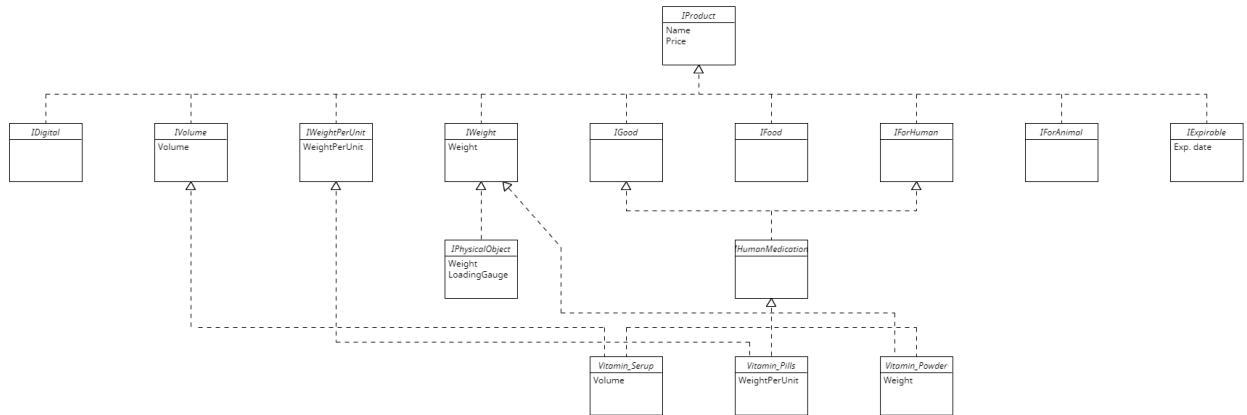 IProduct
Name
Price
IDigital
IVolume
Volume
IWeightPerUnit
WeightPerUnit
IWeight
Weight
IGood
IFood
IForHuman
IForAnimal
IExpirable
Exp. date
IPhysicalObject
Weight
LoadingGauge
IHumanMedication
Vitamin_Serup
Volume
Vitamin_Pills
WeightPerUnit
Vitamin_Powder
Weight